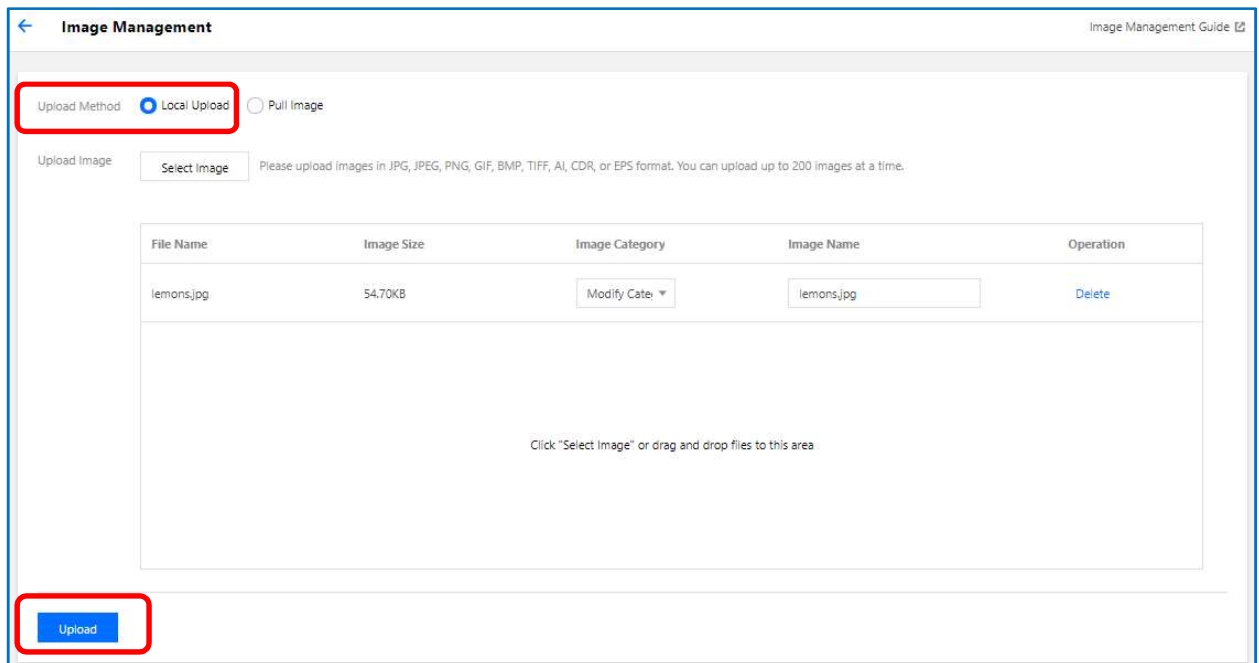 Image Management
Image Management Guide
Upload Method Local Upload Pull Image
Upload Image Select Image Please upload images in JPG, JPEG, PNG, GIF, BMP, TIFF, AI, CDR, or EPS format. You can upload up to 200 images at a time.
File Name Image Size Image Category Image Name Operation
lemons.jpg 54.70KB Modify Cate lemons.jpg Delete
Click "Select Image" or drag and drop files to this area
Upload